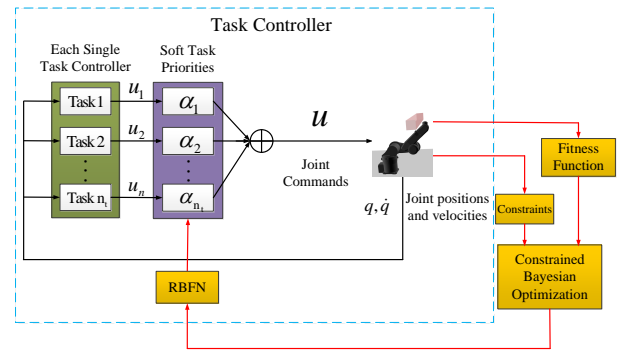 Task Controller
Each Single
Task Controller
Soft Task
Priorities
Task 1
u₁
α₁
Task 2
u₂
α₂
Task nₜ
uₙ
αₙₜ
u
Joint
Commands
q, q̇
Joint positions
and velocities
Fitness
Function
Constraints
RBFN
Constrained
Bayesian
Optimization